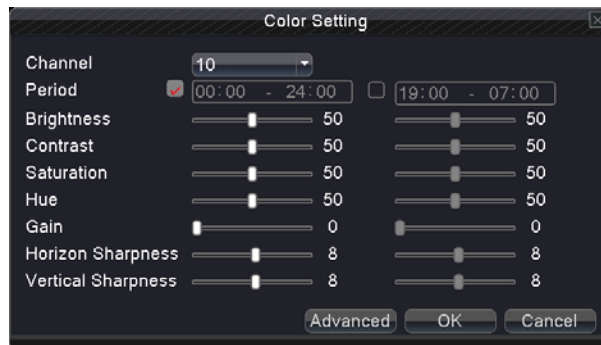 Color Setting
Channel 10
Period 00:00 - 24:00 19:00 - 07:00
Brightness 50 50
Contrast 50 50
Saturation 50 50
Hue 50 50
Gain 0 0
Horizon Sharpness 8 8
Vertical Sharpness 8 8
Advanced OK Cancel